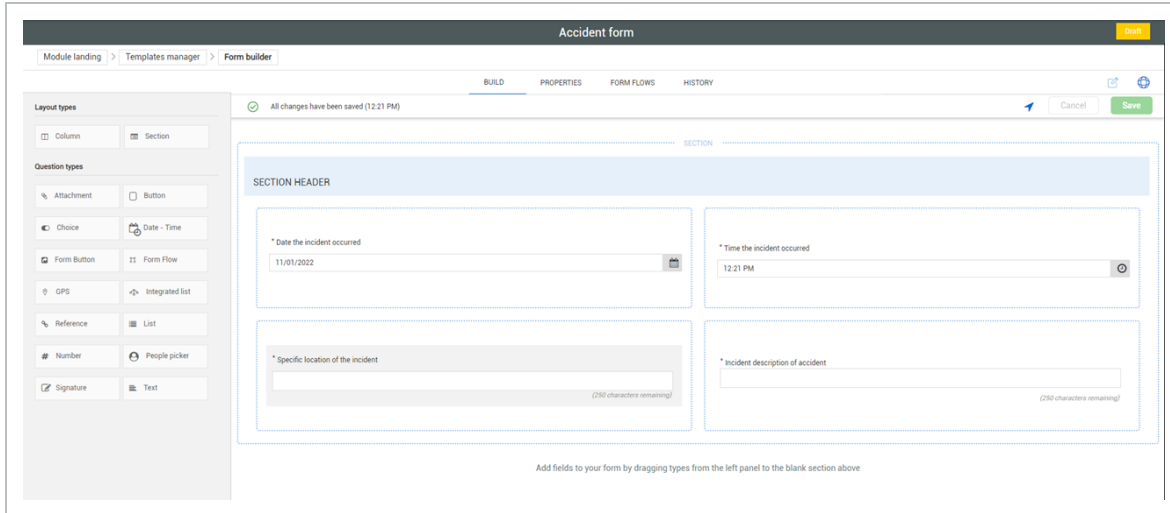 Accident form
Draft
Module landing > Templates manager > Form builder
BUILD PROPERTIES FORM FLOWS HISTORY
Layout types
All changes have been saved (12:21 PM)
Cancel Save
Column Section
SECTION
Question types
SECTION HEADER
Attachment Button
Choice Date - Time
Form Button Form Flow
GPS Integrated list
Reference List
Number People picker
Signature Text
* Date the incident occurred
11/01/2022
* Time the incident occurred
12:21 PM
* Specific location of the incident
(250 characters remaining)
* Incident description of accident
(250 characters remaining)
Add fields to your form by dragging types from the left panel to the blank section above